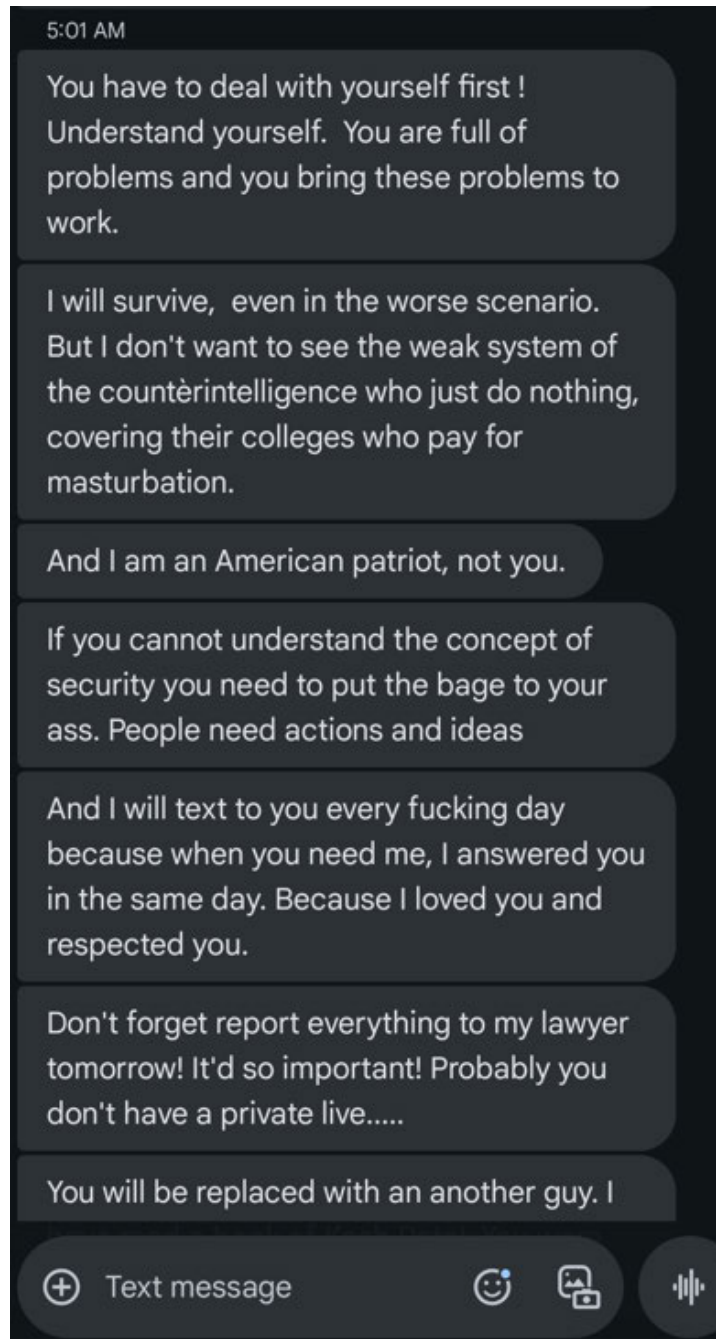 5:01 AM
You have to deal with yourself first !
Understand yourself.  You are full of
problems and you bring these problems to
work.
I will survive,  even in the worse scenario.
But I don't want to see the weak system of
the countèrintelligence who just do nothing,
covering their colleges who pay for
masturbation.
And I am an American patriot, not you.
If you cannot understand the concept of
security you need to put the bage to your
ass. People need actions and ideas
And I will text to you every fucking day
because when you need me, I answered you
in the same day. Because I loved you and
respected you.
Don't forget report everything to my lawyer
tomorrow! It'd so important! Probably you
don't have a private live.....
You will be replaced with an another guy. I
Text message